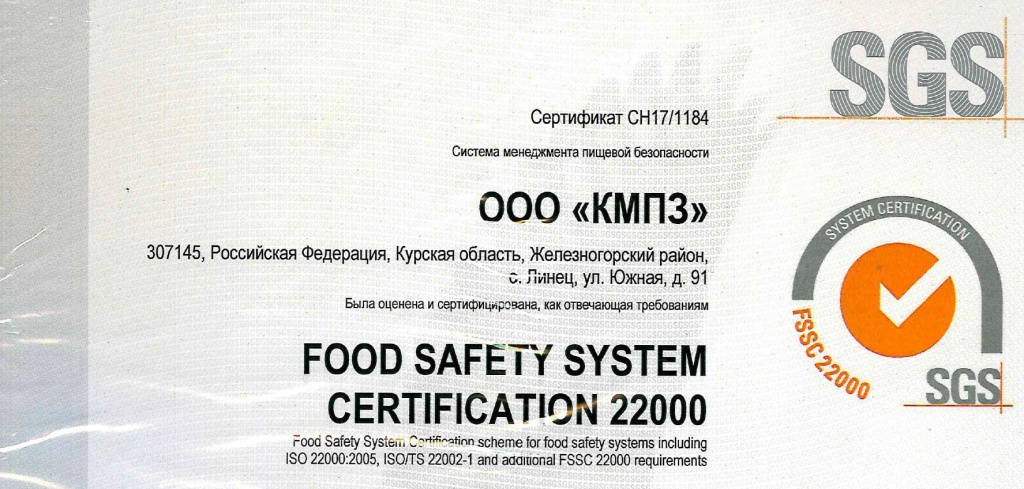 SGS
Сертификат CH17/1184
Система менеджмента пищевой безопасности
ООО «КМПЗ»
307145, Российская Федерация, Курская область, Железногорский район,
с. Линец, ул. Южная, д. 91
Была оценена и сертифицирована, как отвечающая требованиям
FOOD SAFETY SYSTEM
CERTIFICATION 22000
Food Safety System Certification scheme for food safety systems including
ISO 22000:2005, ISO/TS 22002-1 and additional FSSC 22000 requirements
SYSTEM CERTIFICATION
FSSC 22000
SGS